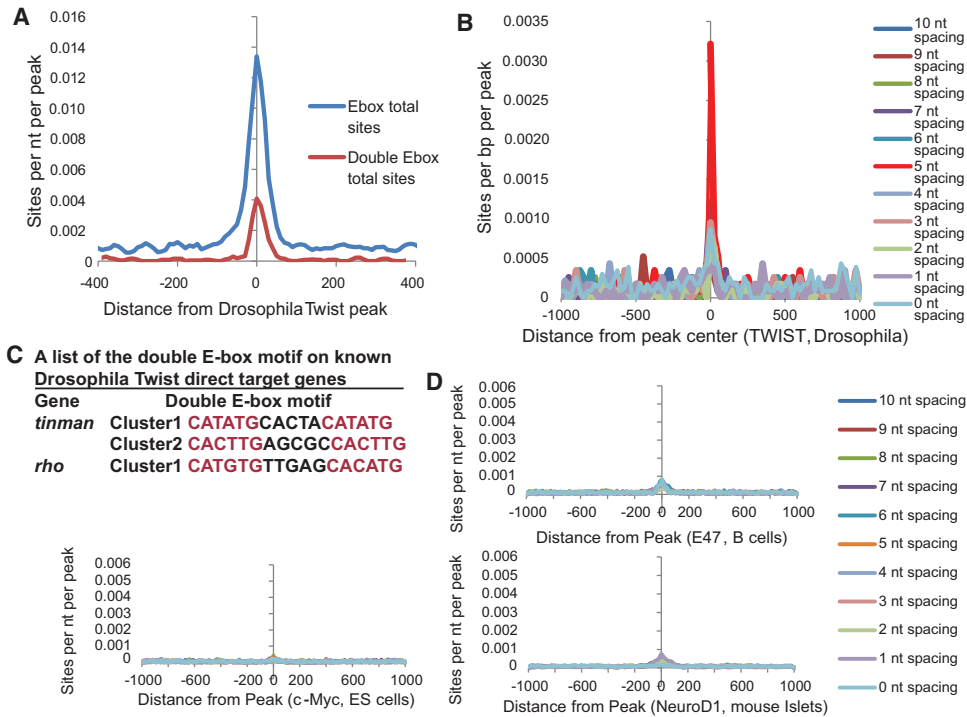 A
0.016
0.014
0.012
0.010
0.008
0.006
0.004
0.002
0
-400
-200
0
200
400
Sites per nt per peak
Distance from Drosophila Twist peak
Ebox total
sites
Double Ebox
total sites
B
0.0035
0.0030
0.0025
0.0020
0.0015
0.0010
0.0005
0
-1000
-500
0
500
1000
Sites per bp per peak
Distance from peak center (TWIST, Drosophila)
10 nt
spacing
9 nt
spacing
8 nt
spacing
7 nt
spacing
6 nt
spacing
5 nt
spacing
4 nt
spacing
3 nt
spacing
2 nt
spacing
1 nt
spacing
0 nt
spacing
C A list of the double E-box motif on known
Drosophila Twist direct target genes
Gene Double E-box motif
tinman Cluster1 CATATGCACTACATATG
Cluster2 CACTTGAGCGCCACTTG
rho Cluster1 CATGTGTTGAGCACATG
0.006
0.005
0.004
0.003
0.002
0.001
0
-1000
-600
-200
0
200
600
1000
Sites per nt per peak
Distance from Peak (c-Myc, ES cells)
D
0.006
0.005
0.004
0.003
0.002
0.001
0
-1000
-600
-200
0
200
600
1000
Sites per nt per peak
Distance from Peak (E47, B cells)
0.006
0.005
0.004
0.003
0.002
0.001
0
-1000
-600
-200
0
200
600
1000
Sites per nt per peak
Distance from Peak (NeuroD1, mouse Islets)
10 nt spacing
9 nt spacing
8 nt spacing
7 nt spacing
6 nt spacing
5 nt spacing
4 nt spacing
3 nt spacing
2 nt spacing
1 nt spacing
0 nt spacing